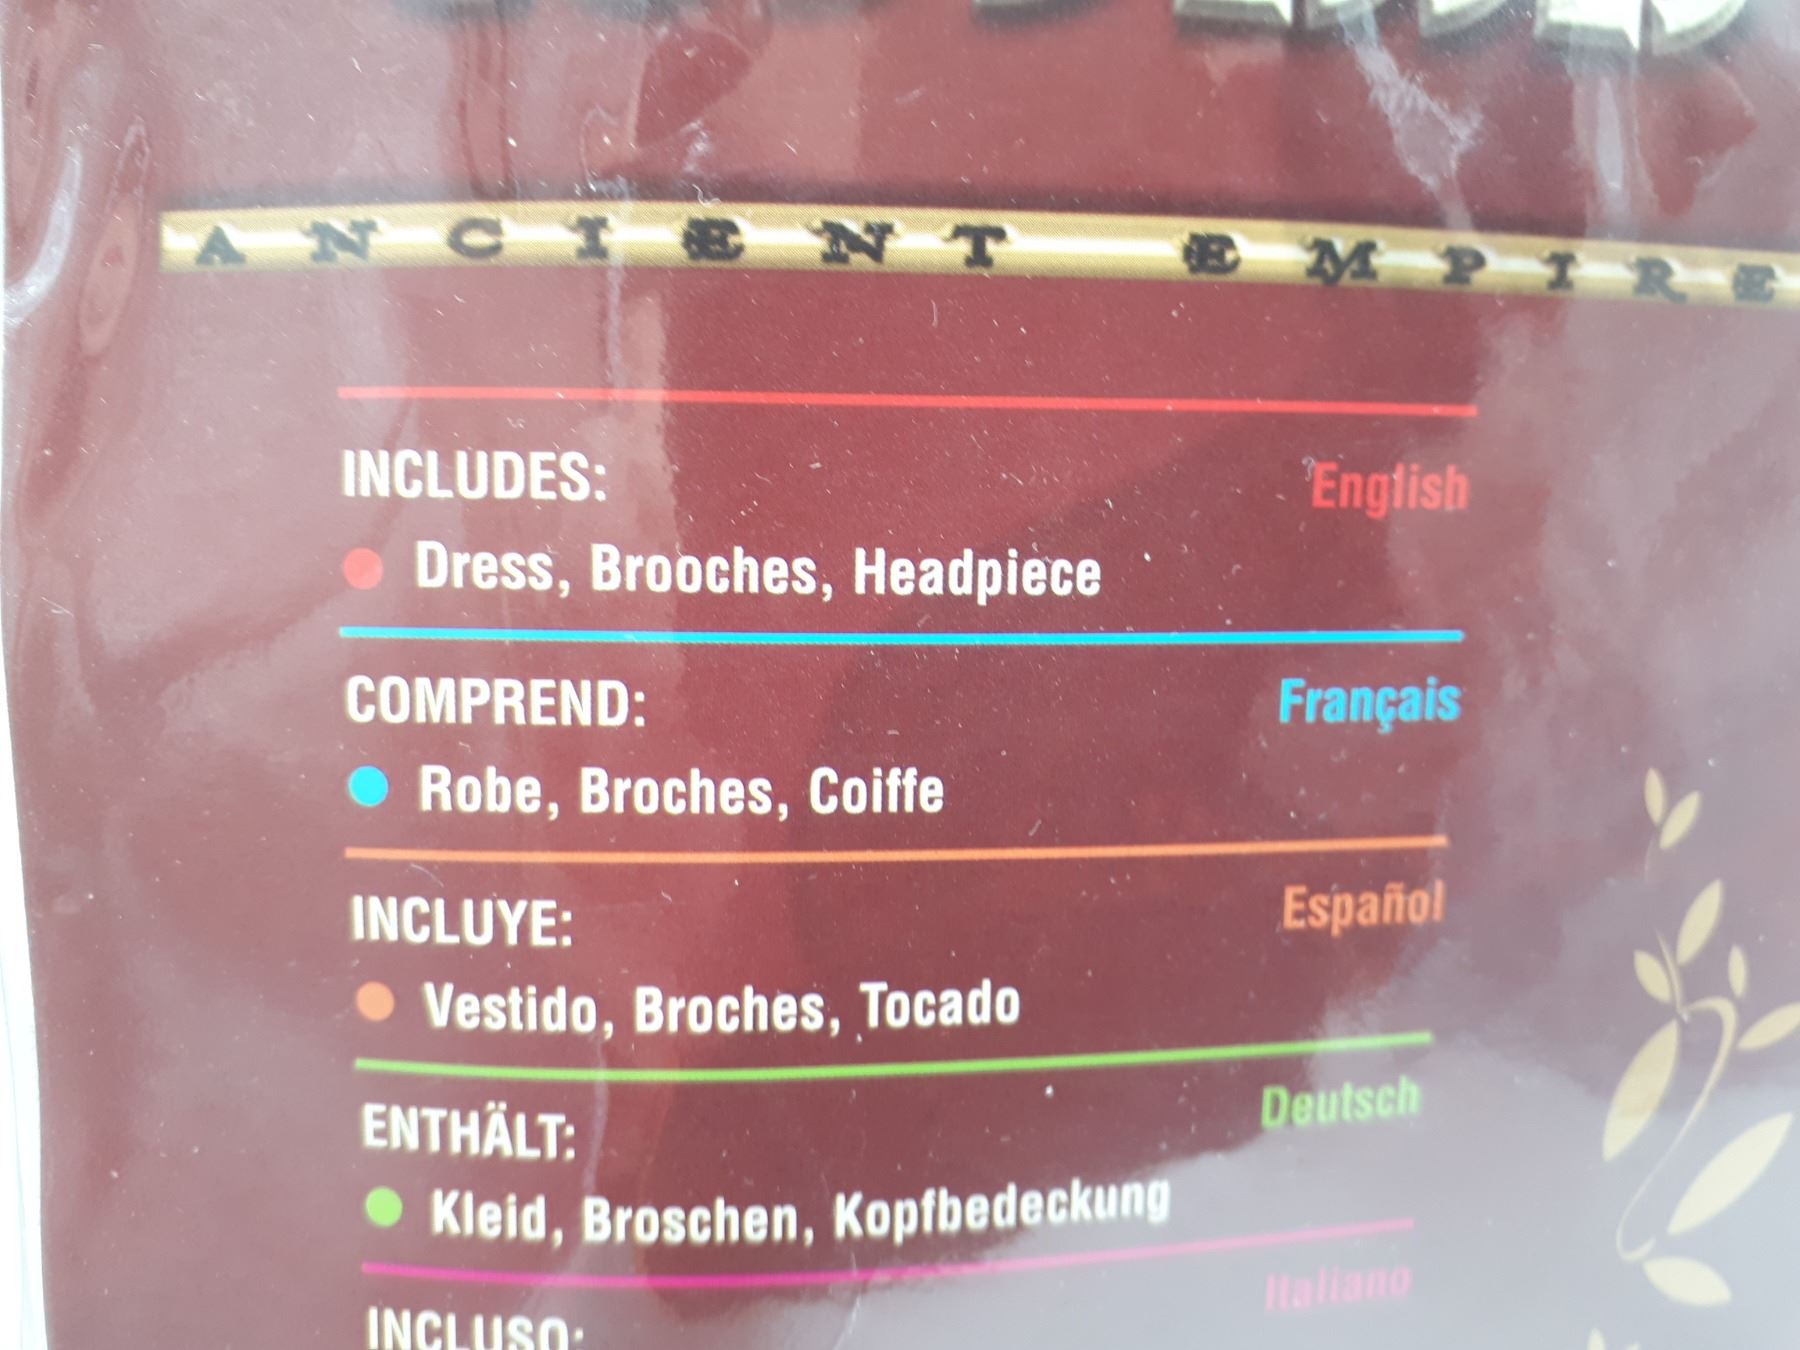 ANCIENT EMPIRE
INCLUDES: English
Dress, Brooches, Headpiece
COMPREND: Français
Robe, Broches, Coiffe
INCLUYE: Español
Vestido, Broches, Tocado
ENTHÄLT: Deutsch
Kleid, Broschen, Kopfbedeckung
INCLUSO: Italiano